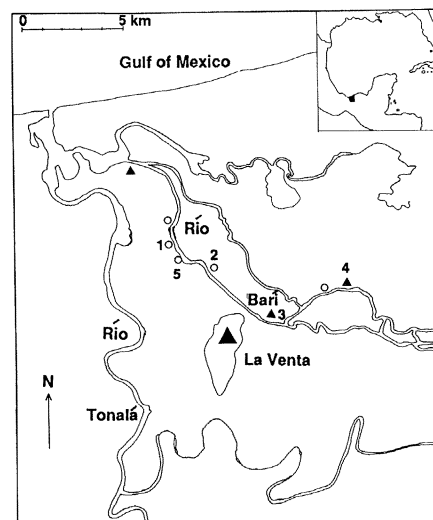 0 5 km
Gulf of Mexico
Río
1
5
2
4
Barí
3
Río
La Venta
N
Tonalá